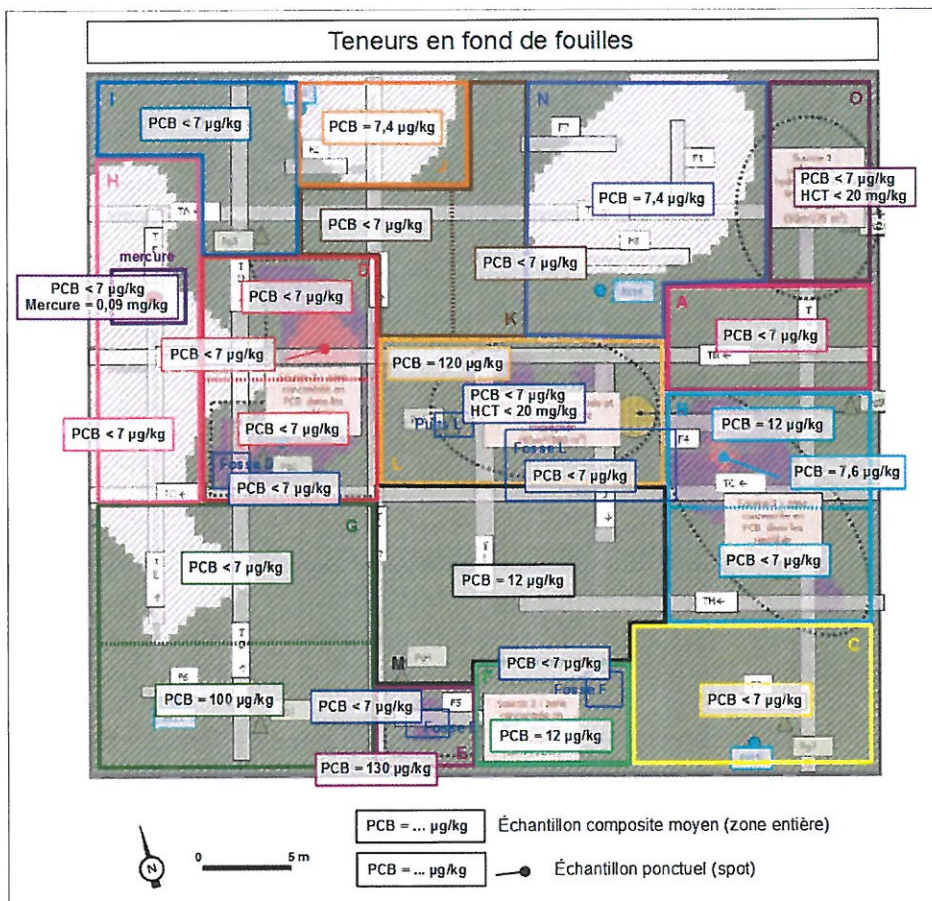 Teneurs en fond de fouilles
I
PCB < 7 µg/kg
PCB = 7,4 µg/kg
N
O
PCB < 7 µg/kg
HCT < 20 mg/kg
H
PCB = 7,4 µg/kg
PCB < 7 µg/kg
PCB < 7 µg/kg
mercure
PCB < 7 µg/kg
Mercure = 0,09 mg/kg
PCB < 7 µg/kg
A
K
PCB < 7 µg/kg
PCB < 7 µg/kg
PCB = 120 µg/kg
PCB < 7 µg/kg
HCT < 20 mg/kg
PCB = 12 µg/kg
PCB < 7 µg/kg
PCB < 7 µg/kg
F4
L
Fosse L
Fosse D
PCB < 7 µg/kg
PCB < 7 µg/kg
PCB = 7,6 µg/kg
G
PCB < 7 µg/kg
PCB < 7 µg/kg
PCB = 12 µg/kg
TH←
C
M
PCB < 7 µg/kg
Fosse F
PCB = 100 µg/kg
PCB < 7 µg/kg
F5
PCB < 7 µg/kg
Fosse
E
PCB = 12 µg/kg
PCB = 130 µg/kg
PCB = ... µg/kg
Échantillon composite moyen (zone entière)
PCB = ... µg/kg
Échantillon ponctuel (spot)
N
0
5 m